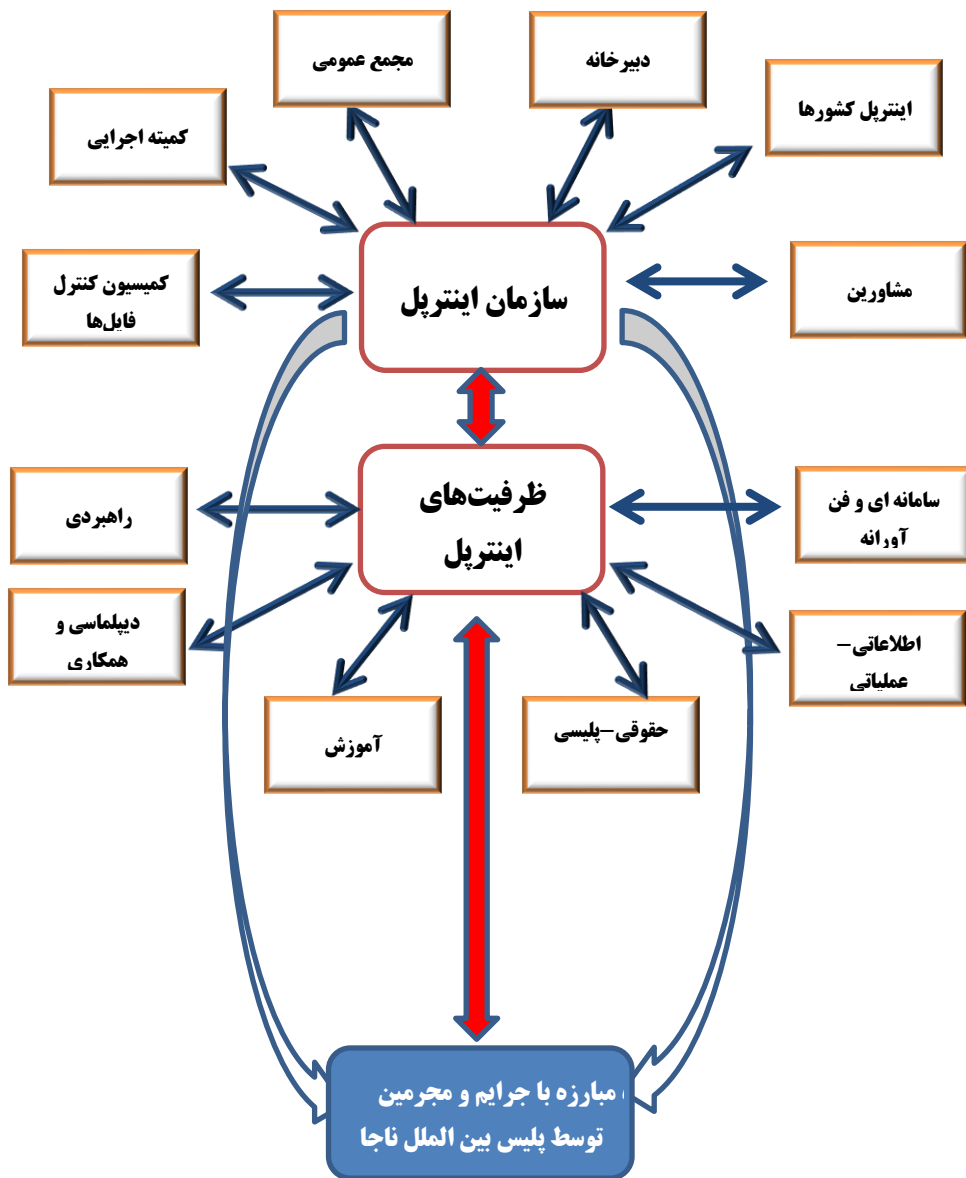 دبیرخانه
مجمع عمومی
اینترپل کشورها
کمیته اجرایی
مشاورین
سازمان اینترپل
کمیسیون کنترل
فایل‌ها
سامانه ای و فن
آورانه
ظرفیت‌های
اینترپل
راهبردی
اطلاعاتی–
عملیاتی
دیپلماسی و
همکاری
حقوقی–پلیسی
آموزش
مبارزه با جرایم و مجرمین
توسط پلیس بین الملل ناجا